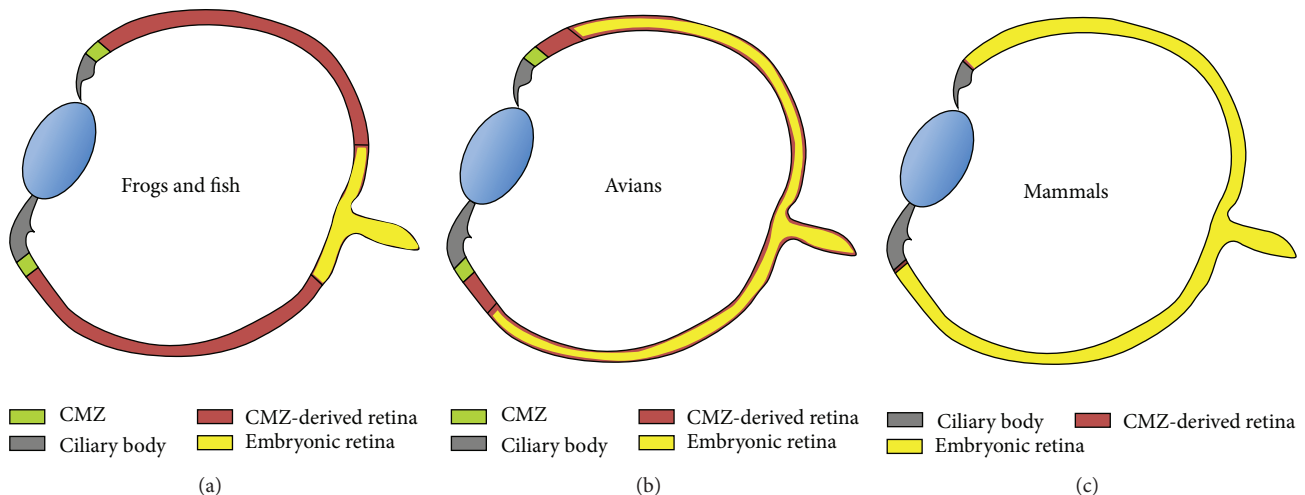 Frogs and fish
Avians
Mammals
CMZ
CMZ-derived retina
Ciliary body
Embryonic retina
(a)
CMZ
CMZ-derived retina
Ciliary body
Embryonic retina
(b)
Ciliary body
CMZ-derived retina
Embryonic retina
(c)